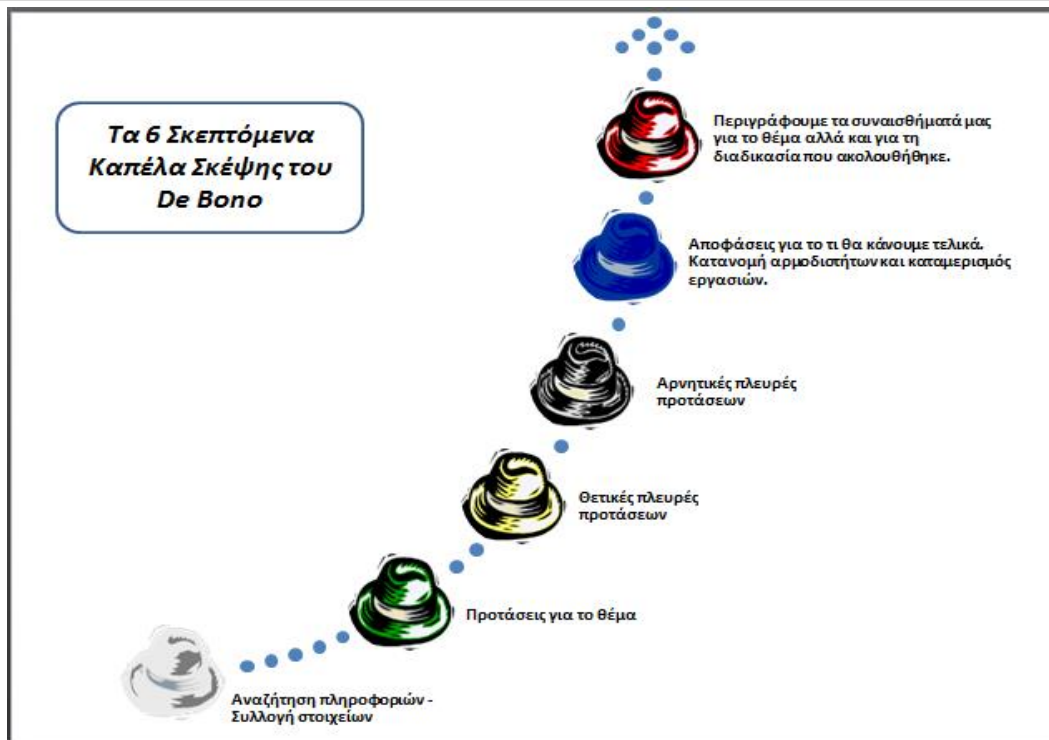 Τα 6 Σκεπτόμενα
Καπέλα Σκέψης του
De Bono
Περιγράφουμε τα συναισθήματά μας
για το θέμα αλλά και για τη
διαδικασία που ακολουθήθηκε.
Αποφάσεις για το τι θα κάνουμε τελικά.
Κατανομή αρμοδιστήτων και καταμερισμός
εργασιών.
Αρνητικές πλευρές
προτάσεων
Θετικές πλευρές
προτάσεων
Προτάσεις για το θέμα
Αναζήτηση πληροφοριών -
Συλλογή στοιχείων